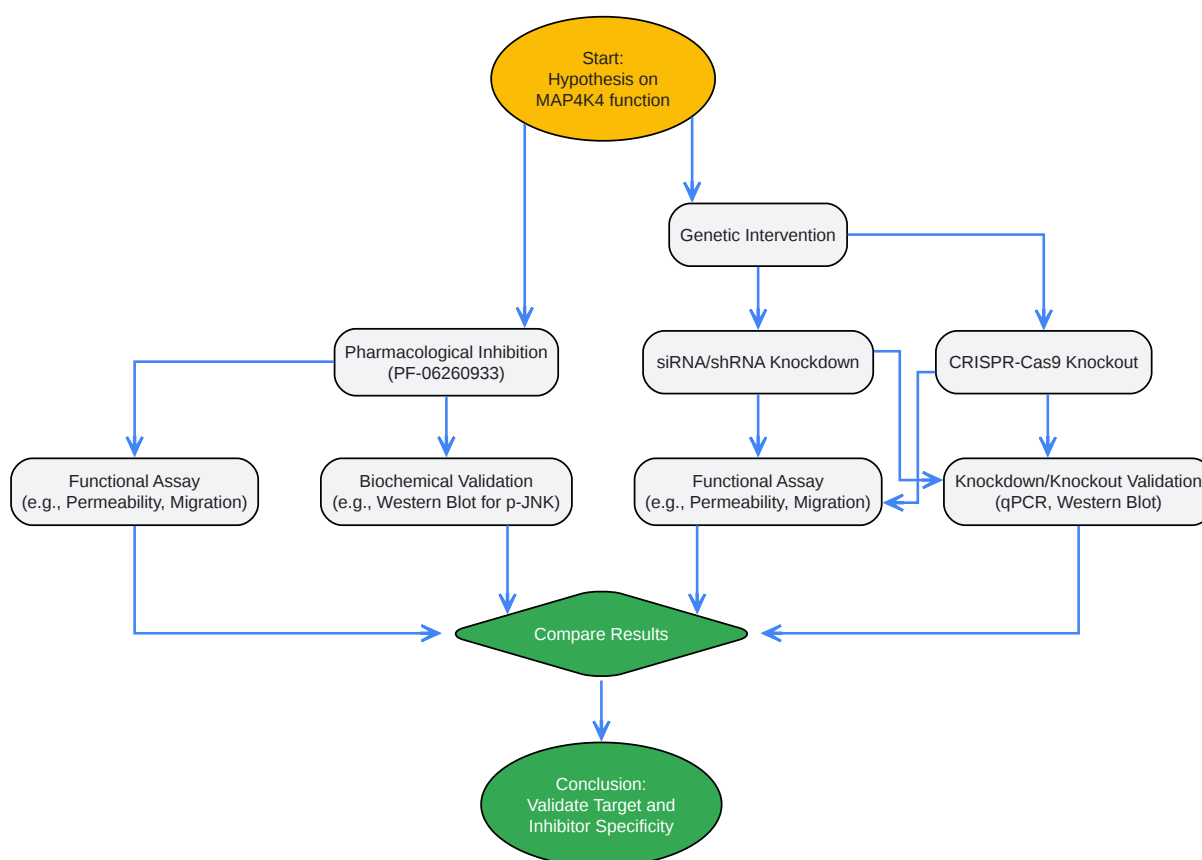 Start:
Hypothesis on
MAP4K4 function
Genetic Intervention
Pharmacological Inhibition
(PF-06260933)
siRNA/shRNA Knockdown
CRISPR-Cas9 Knockout
Functional Assay
(e.g., Permeability, Migration)
Biochemical Validation
(e.g., Western Blot for p-JNK)
Functional Assay
(e.g., Permeability, Migration)
Knockdown/Knockout Validation
(qPCR, Western Blot)
Compare Results
Conclusion:
Validate Target and
Inhibitor Specificity